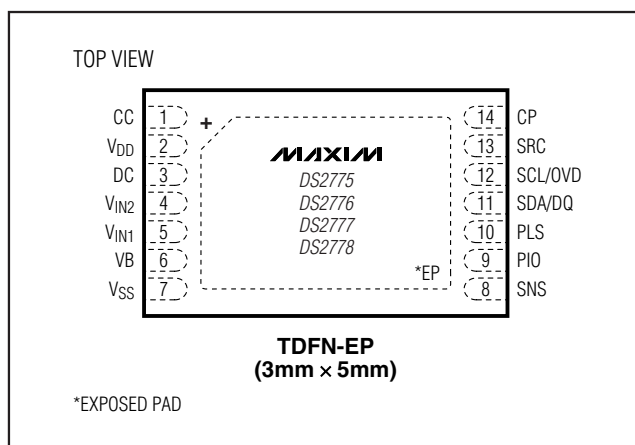 TOP VIEW
CC 1 + 14 CP
VDD 2 MAXIM 13 SRC
DC 3 DS2775 12 SCL/OVD
VIN2 4 DS2776 11 SDA/DQ
VIN1 5 DS2777 10 PLS
VB 6 DS2778 9 PIO
VSS 7 *EP 8 SNS
TDFN-EP
(3mm × 5mm)
*EXPOSED PAD